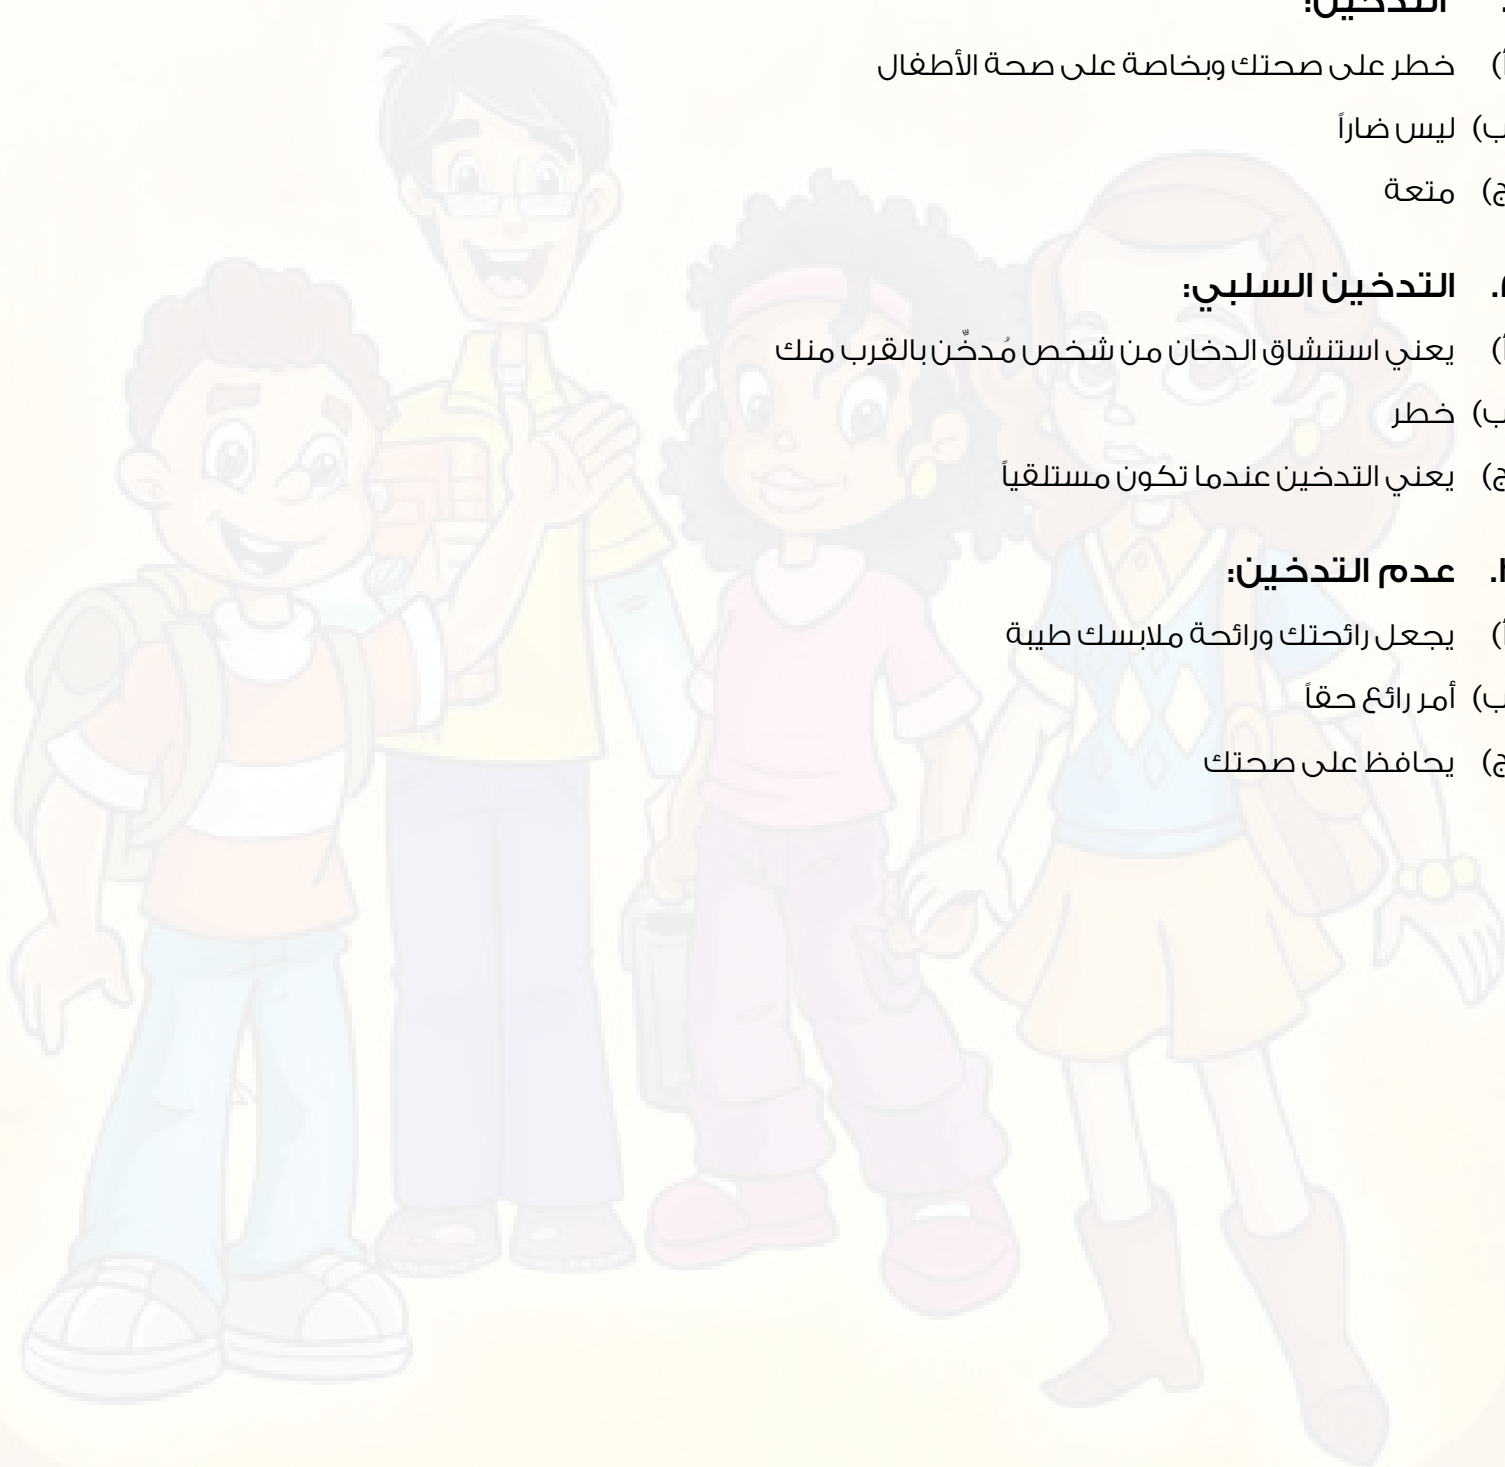 التدخين:
أ) خطر على صحتك وبخاصة على صحة الأطفال
ب) ليس ضاراً
ج) متعة
التدخين السلبي:
أ) يعني استنشاق الدخان من شخص مُدخِّن بالقرب منك
ب) خطر
ج) يعني التدخين عندما تكون مستلقياً
عدم التدخين:
أ) يجعل رائحتك ورائحة ملابسك طيبة
ب) أمر رائع حقاً
ج) يحافظ على صحتك